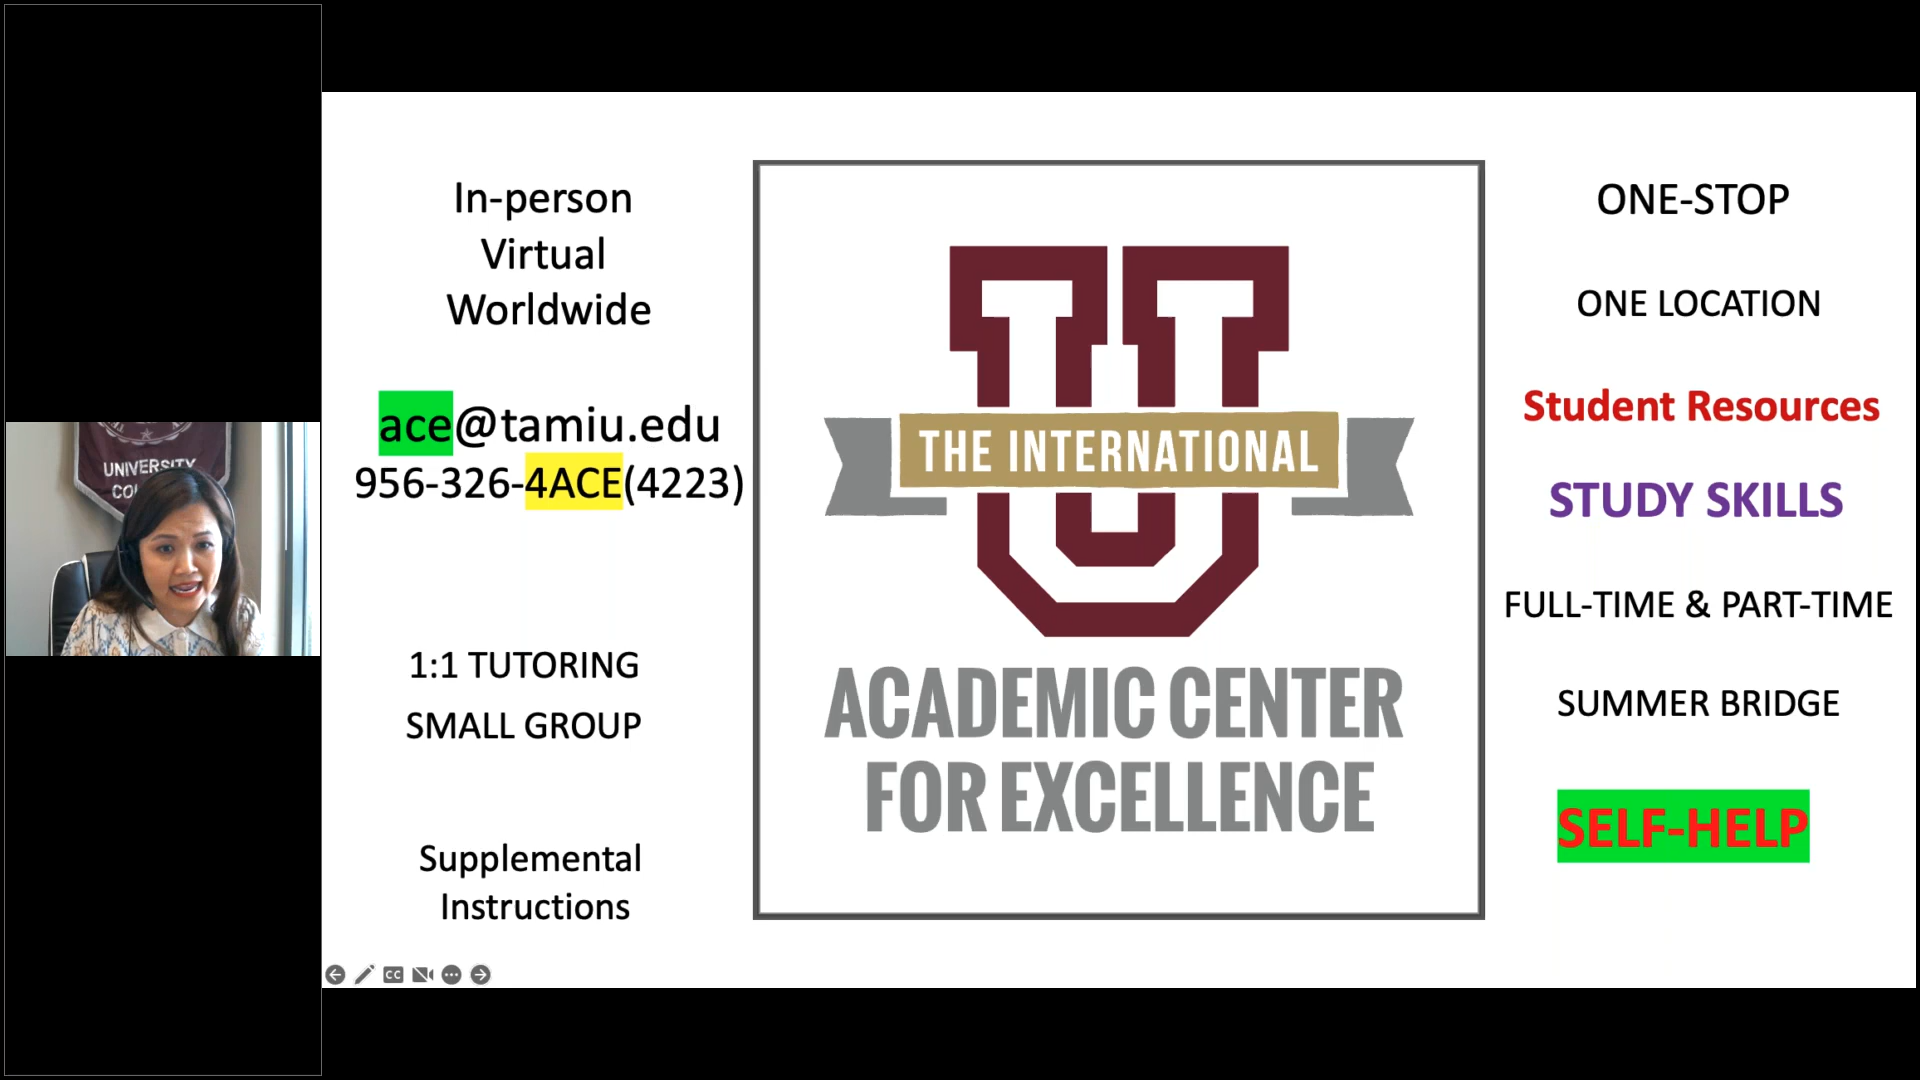 UNIVERSITY
In-person
Virtual
Worldwide
ace@tamiu.edu
956-326-4ACE(4223)
1:1 TUTORING
SMALL GROUP
Supplemental
Instructions
THE INTERNATIONAL
ACADEMIC CENTER
FOR EXCELLENCE
ONE-STOP
ONE LOCATION
Student Resources
STUDY SKILLS
FULL-TIME & PART-TIME
SUMMER BRIDGE
SELF-HELP
CC